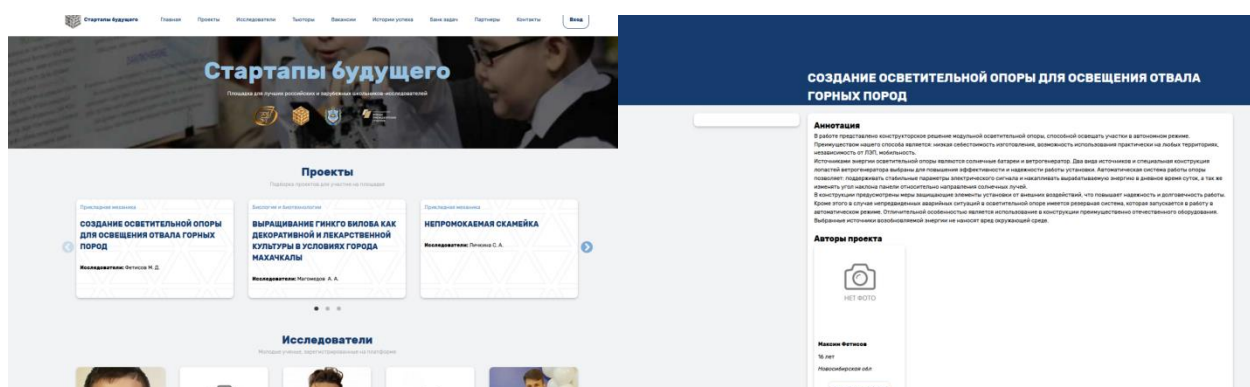 Стартапы будущего
Главная
Проекты
Исследователи
Тьюторы
Вакансии
Истории успеха
Банк задач
Партнеры
Контакты
Вход
Стартапы будущего
Площадка для лучших российских и зарубежных школьников-исследователей
Проекты
Подборка проектов для участия на площадке
Прикладная механика
СОЗДАНИЕ ОСВЕТИТЕЛЬНОЙ ОПОРЫ
ДЛЯ ОСВЕЩЕНИЯ ОТВАЛА ГОРНЫХ
ПОРОД
Исследователи: Фетисов М. Д.
Биология и Биотехнологии
ВЫРАЩИВАНИЕ ГИНКГО БИЛОБА КАК
ДЕКОРАТИВНОЙ И ЛЕКАРСТВЕННОЙ
КУЛЬТУРЫ В УСЛОВИЯХ ГОРОДА
МАХАЧКАЛЫ
Исследователи: Магомедов А. А.
Прикладная механика
НЕПРОМОКАЕМАЯ СКАМЕЙКА
Исследователи: Личкина С. А.
Исследователи
Молодые ученые, зарегистрированные на платформе
СОЗДАНИЕ ОСВЕТИТЕЛЬНОЙ ОПОРЫ ДЛЯ ОСВЕЩЕНИЯ ОТВАЛА
ГОРНЫХ ПОРОД
Аннотация
В работе представлено конструкторское решение модульной осветительной опоры, способной освещать участки в автономном режиме.
Преимуществом нашего способа является: низкая себестоимость изготовления, возможность использования практически на любых территориях,
независимость от ЛЭП, мобильность.
Источниками энергии осветительной опоры являются солнечные батареи и ветрогенератор. Два вида источников и специальная конструкция
лопастей ветрогенератора выбраны для повышения эффективности и надежности работы установки. Автоматическая система работы опоры
позволяет: поддерживать стабильные параметры электрического сигнала и накапливать вырабатываемую энергию в дневное время суток, а так же
изменять угол наклона панели относительно направления солнечных лучей.
В конструкции предусмотрены меры защищающие элементы установки от внешних воздействий, что повышает надежность и долговечность работы.
Кроме этого в случае непредвиденных аварийных ситуаций в осветительной опоре имеется резервная система, которая запускается в работу в
автоматическом режиме. Отличительной особенностью является использование в конструкции преимущественно отечественного оборудования.
Выбранные источники возобновляемой энергии не наносят вред окружающей среде.
Авторы проекта
НЕТ ФОТО
Максим Фетисов
16 лет
Новосибирская обл